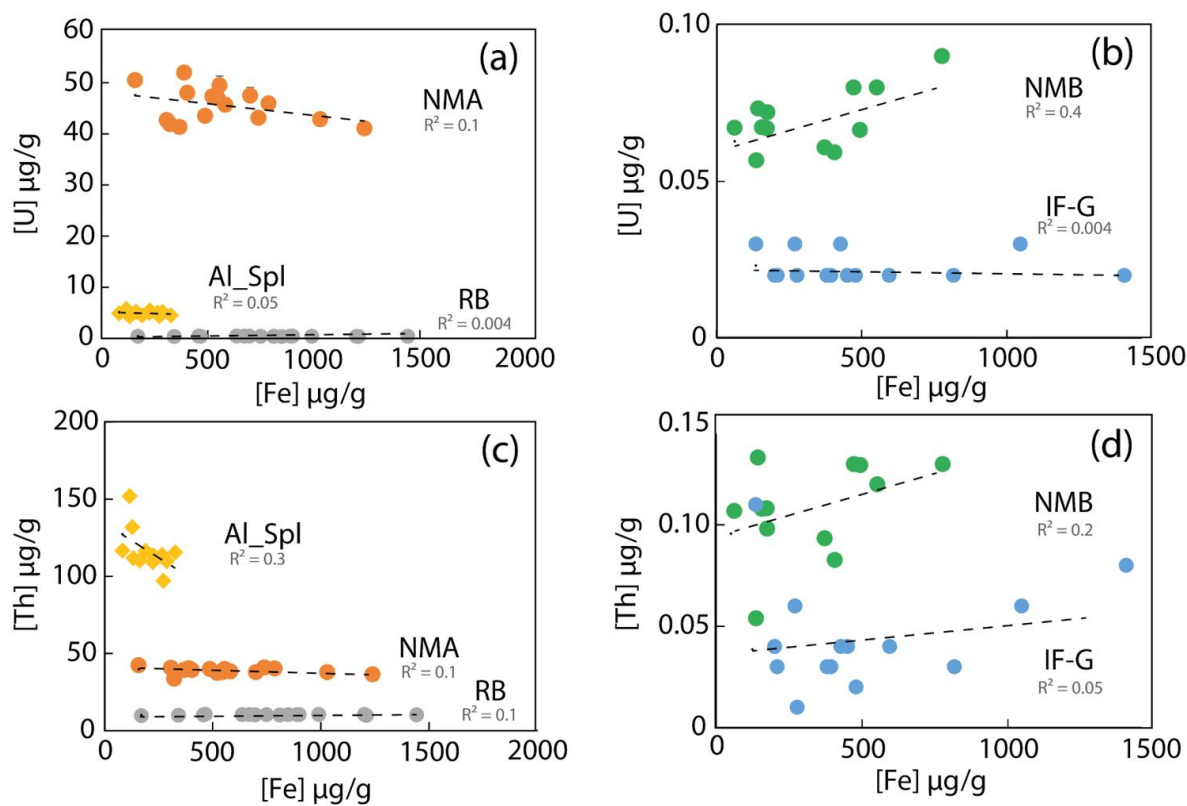 60
50
40
30
20
10
0
[U] µg/g
(a)
NMA
R² = 0.1
Al_Spl
R² = 0.05
RB
R² = 0.004
0
500
1000
1500
2000
[Fe] µg/g
0.10
0.05
0
[U] µg/g
(b)
NMB
R² = 0.4
IF-G
R² = 0.004
0
500
1000
1500
[Fe] µg/g
200
150
100
50
0
[Th] µg/g
(c)
Al_Spl
R² = 0.3
NMA
R² = 0.1
RB
R² = 0.1
0
500
1000
1500
2000
[Fe] µg/g
0.15
0.10
0.05
0
[Th] µg/g
(d)
NMB
R² = 0.2
IF-G
R² = 0.05
0
500
1000
1500
[Fe] µg/g